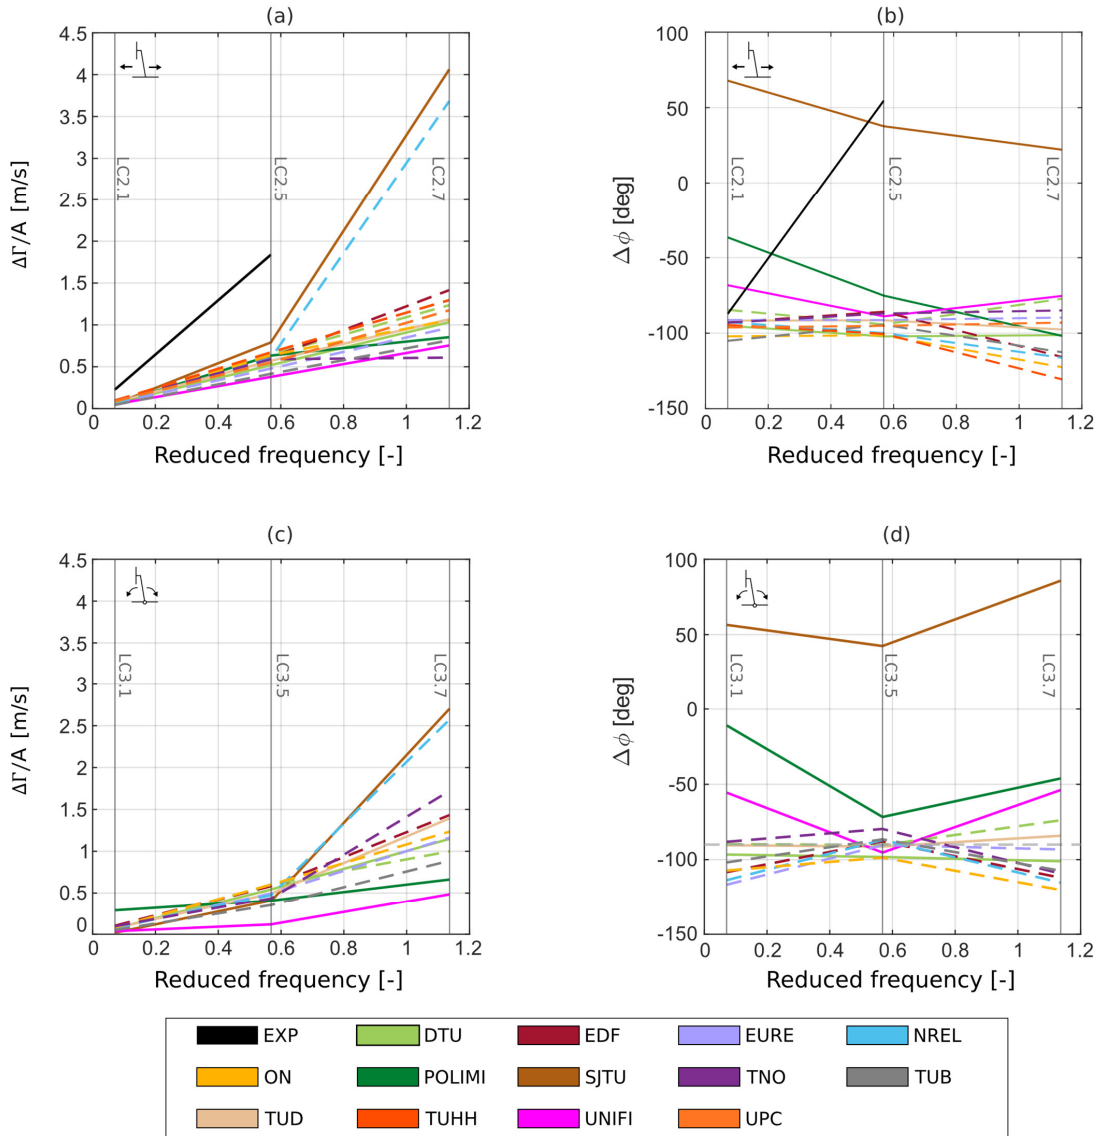 (a)
4.5
4
3.5
3
2.5
2
1.5
1
0.5
0
0 0.2 0.4 0.6 0.8 1 1.2
LC2.1
LC2.5
LC2.7
ΔΓ/A [m/s]
Reduced frequency [-]
(b)
100
50
0
-50
-100
-150
0 0.2 0.4 0.6 0.8 1 1.2
LC2.1
LC2.5
LC2.7
Δϕ [deg]
Reduced frequency [-]
(c)
4.5
4
3.5
3
2.5
2
1.5
1
0.5
0
0 0.2 0.4 0.6 0.8 1 1.2
LC3.1
LC3.5
LC3.7
ΔΓ/A [m/s]
Reduced frequency [-]
(d)
100
50
0
-50
-100
-150
0 0.2 0.4 0.6 0.8 1 1.2
LC3.1
LC3.5
LC3.7
Δϕ [deg]
Reduced frequency [-]
EXP DTU EDF EURE NREL
ON POLIMI SJTU TNO TUB
TUD TUHH UNIFI UPC